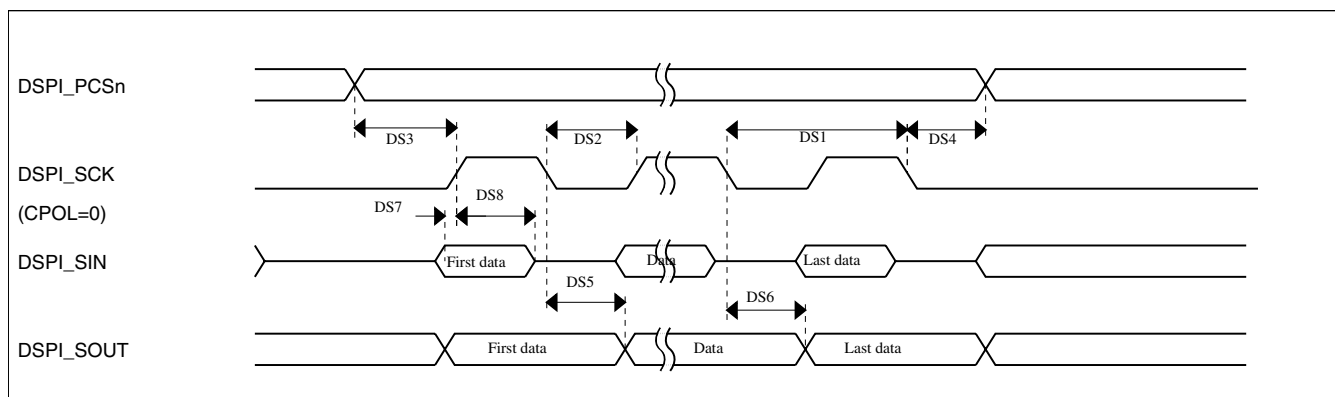 DSPI_PCSn
DS3
DS2
DS1
DS4
DSPI_SCK
(CPOL=0)
DS7
DS8
DSPI_SIN
First data
Data
Last data
DS5
DS6
DSPI_SOUT
First data
Data
Last data